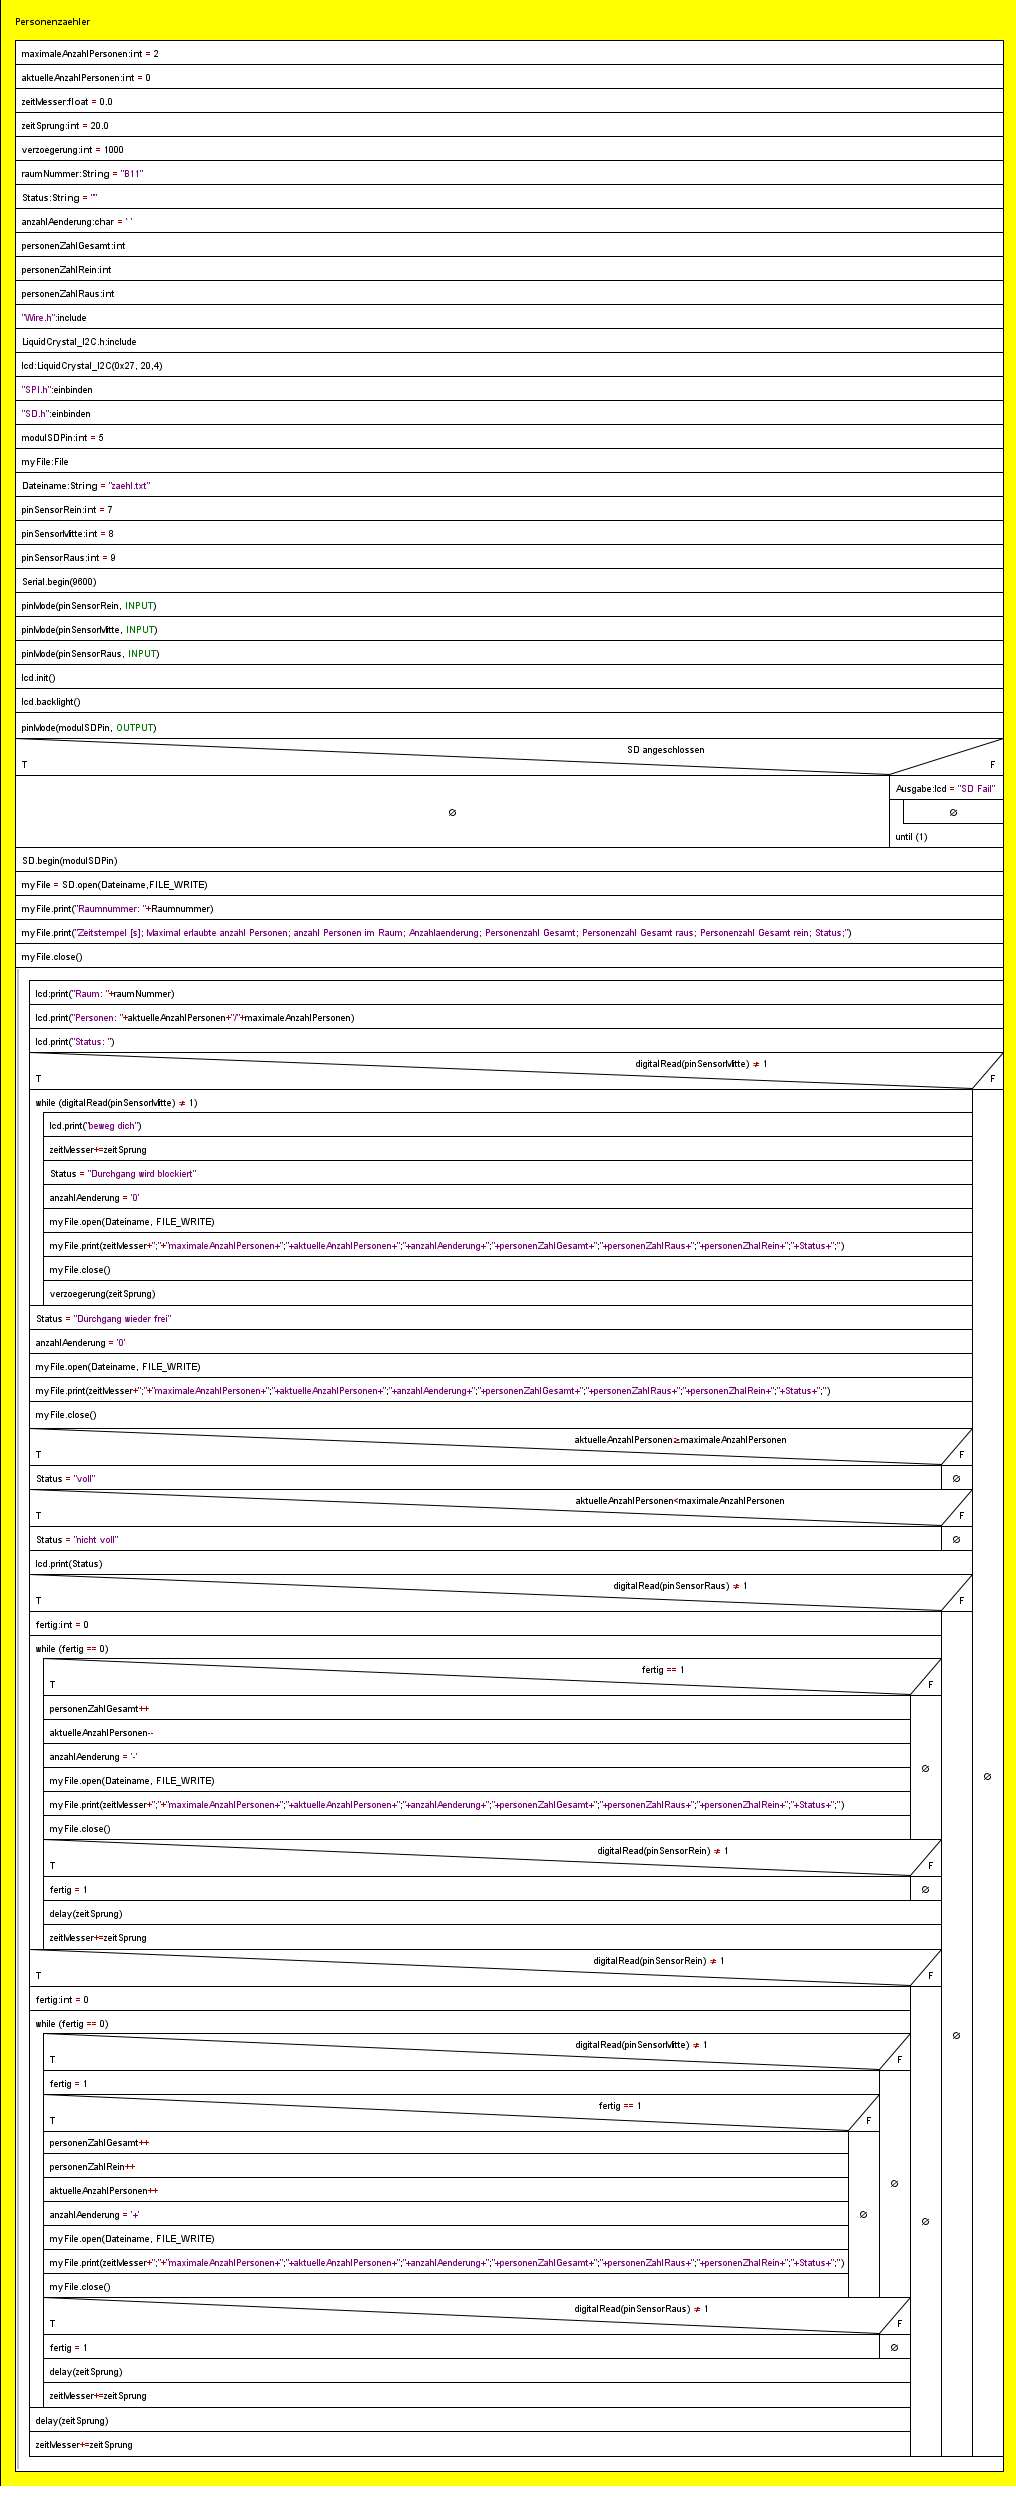 Personenzaehler
maximaleAnzahlPersonen:int = 2
aktuelleAnzahlPersonen:int = 0
zeitMesser:float = 0.0
zeitSprung:int = 20.0
verzoegerung:int = 1000
raumNummer:String = "B11"
Status:String = ""
anzahlAenderung:char = ' '
personenZahlGesamt:int
personenZahlRein:int
personenZahlRaus:int
"Wire.h":include
LiquidCrystal_I2C.h:include
lcd:LiquidCrystal_I2C(0x27, 20,4)
"SPI.h":einbinden
"SD.h":einbinden
modulSDPin:int = 5
myFile:File
Dateiname:String = "zaehl.txt"
pinSensorRein:int = 7
pinSensorMitte:int = 8
pinSensorRaus:int = 9
Serial.begin(9600)
pinMode(pinSensorRein, INPUT)
pinMode(pinSensorMitte, INPUT)
pinMode(pinSensorRaus, INPUT)
lcd.init()
lcd.backlight()
pinMode(modulSDPin, OUTPUT)
SD angeschlossen
T F
Ausgabe:lcd = "SD Fail"
∅ ∅
until (1)
SD.begin(modulSDPin)
myFile = SD.open(Dateiname,FILE_WRITE)
myFile.print("Raumnummer: "+Raumnummer)
myFile.print("Zeitstempel [s]; Maximal erlaubte anzahl Personen; anzahl Personen im Raum; Anzahlaenderung; Personenzahl Gesamt; Personenzahl Gesamt raus; Personenzahl Gesamt rein; Status;")
myFile.close()
lcd:print("Raum: "+raumNummer)
lcd.print("Personen: "+aktuelleAnzahlPersonen+"/"+maximaleAnzahlPersonen)
lcd.print("Status: ")
digitalRead(pinSensorMitte) ≠ 1
T F
while (digitalRead(pinSensorMitte) ≠ 1)
lcd.print("beweg dich")
zeitMesser+=zeitSprung
Status = "Durchgang wird blockiert"
anzahlAenderung = '0'
myFile.open(Dateiname, FILE_WRITE)
myFile.print(zeitMesser+";"+"maximaleAnzahlPersonen+";"+aktuelleAnzahlPersonen+";"+anzahlAenderung+";"+personenZahlGesamt+";"+personenZahlRaus+";"+personenZhalRein+";"+Status+";")
myFile.close()
verzoegerung(zeitSprung)
Status = "Durchgang wieder frei"
anzahlAenderung = '0'
myFile.open(Dateiname, FILE_WRITE)
myFile.print(zeitMesser+";"+"maximaleAnzahlPersonen+";"+aktuelleAnzahlPersonen+";"+anzahlAenderung+";"+personenZahlGesamt+";"+personenZahlRaus+";"+personenZhalRein+";"+Status+";")
myFile.close()
aktuelleAnzahlPersonen≥maximaleAnzahlPersonen
T F
Status = "voll" ∅
aktuelleAnzahlPersonen<maximaleAnzahlPersonen
T F
Status = "nicht voll" ∅
lcd.print(Status)
digitalRead(pinSensorRaus) ≠ 1
T F
fertig:int = 0
while (fertig == 0)
fertig == 1
T F
personenZahlGesamt++
aktuelleAnzahlPersonen--
anzahlAenderung = '-'
∅ ∅
myFile.open(Dateiname, FILE_WRITE)
myFile.print(zeitMesser+";"+"maximaleAnzahlPersonen+";"+aktuelleAnzahlPersonen+";"+anzahlAenderung+";"+personenZahlGesamt+";"+personenZahlRaus+";"+personenZhalRein+";"+Status+";")
myFile.close()
digitalRead(pinSensorRein) ≠ 1
T F
fertig = 1 ∅
delay(zeitSprung)
zeitMesser+=zeitSprung
digitalRead(pinSensorRein) ≠ 1
T F
fertig:int = 0
while (fertig == 0)
∅
digitalRead(pinSensorMitte) ≠ 1
T F
fertig = 1
fertig == 1
T F
personenZahlGesamt++
personenZahlRein++
∅
aktuelleAnzahlPersonen++
anzahlAenderung = '+' ∅
∅
myFile.open(Dateiname, FILE_WRITE)
myFile.print(zeitMesser+";"+"maximaleAnzahlPersonen+";"+aktuelleAnzahlPersonen+";"+anzahlAenderung+";"+personenZahlGesamt+";"+personenZahlRaus+";"+personenZhalRein+";"+Status+";")
myFile.close()
digitalRead(pinSensorRaus) ≠ 1
T F
fertig = 1 ∅
delay(zeitSprung)
zeitMesser+=zeitSprung
delay(zeitSprung)
zeitMesser+=zeitSprung